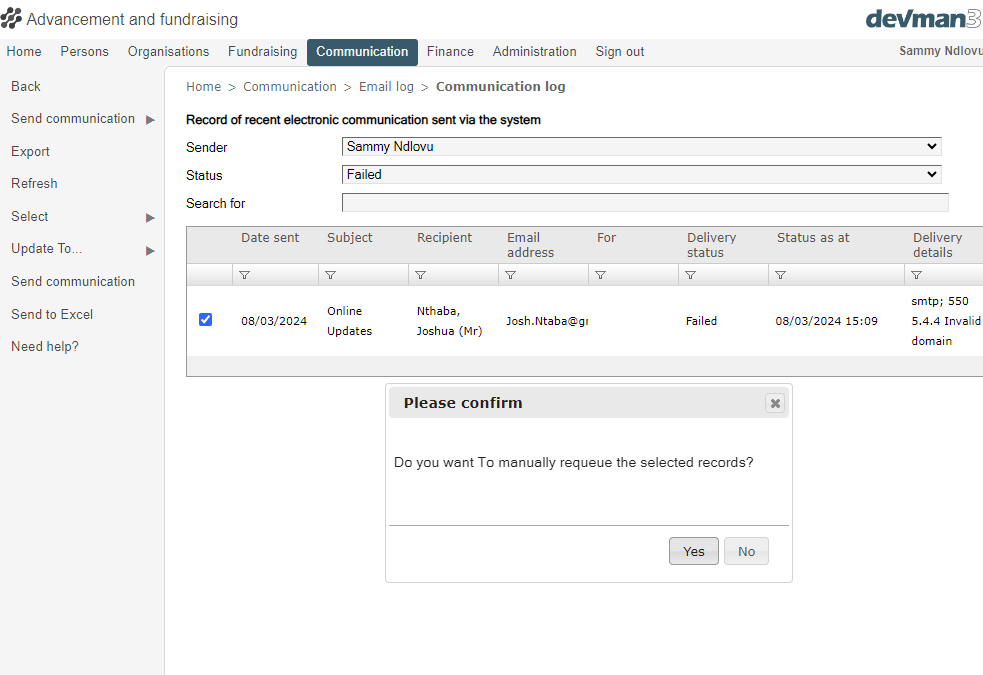 Advancement and fundraising
devman3
Home Persons Organisations Fundraising Communication Finance Administration Sign out Sammy Ndlovu
Back
Send communication
Export
Refresh
Select
Update To...
Send communication
Send to Excel
Need help?
Home > Communication > Email log > Communication log
Record of recent electronic communication sent via the system
Sender Sammy Ndlovu
Status Failed
Search for
Date sent Subject Recipient Email For Delivery Status as at Delivery
address status details
smtp; 550
Online Nthaba,
08/03/2024 Josh.Ntaba@gr Failed 08/03/2024 15:09 5.4.4 Invalid
Updates Joshua (Mr)
domain
Please confirm
Do you want To manually requeue the selected records?
Yes No